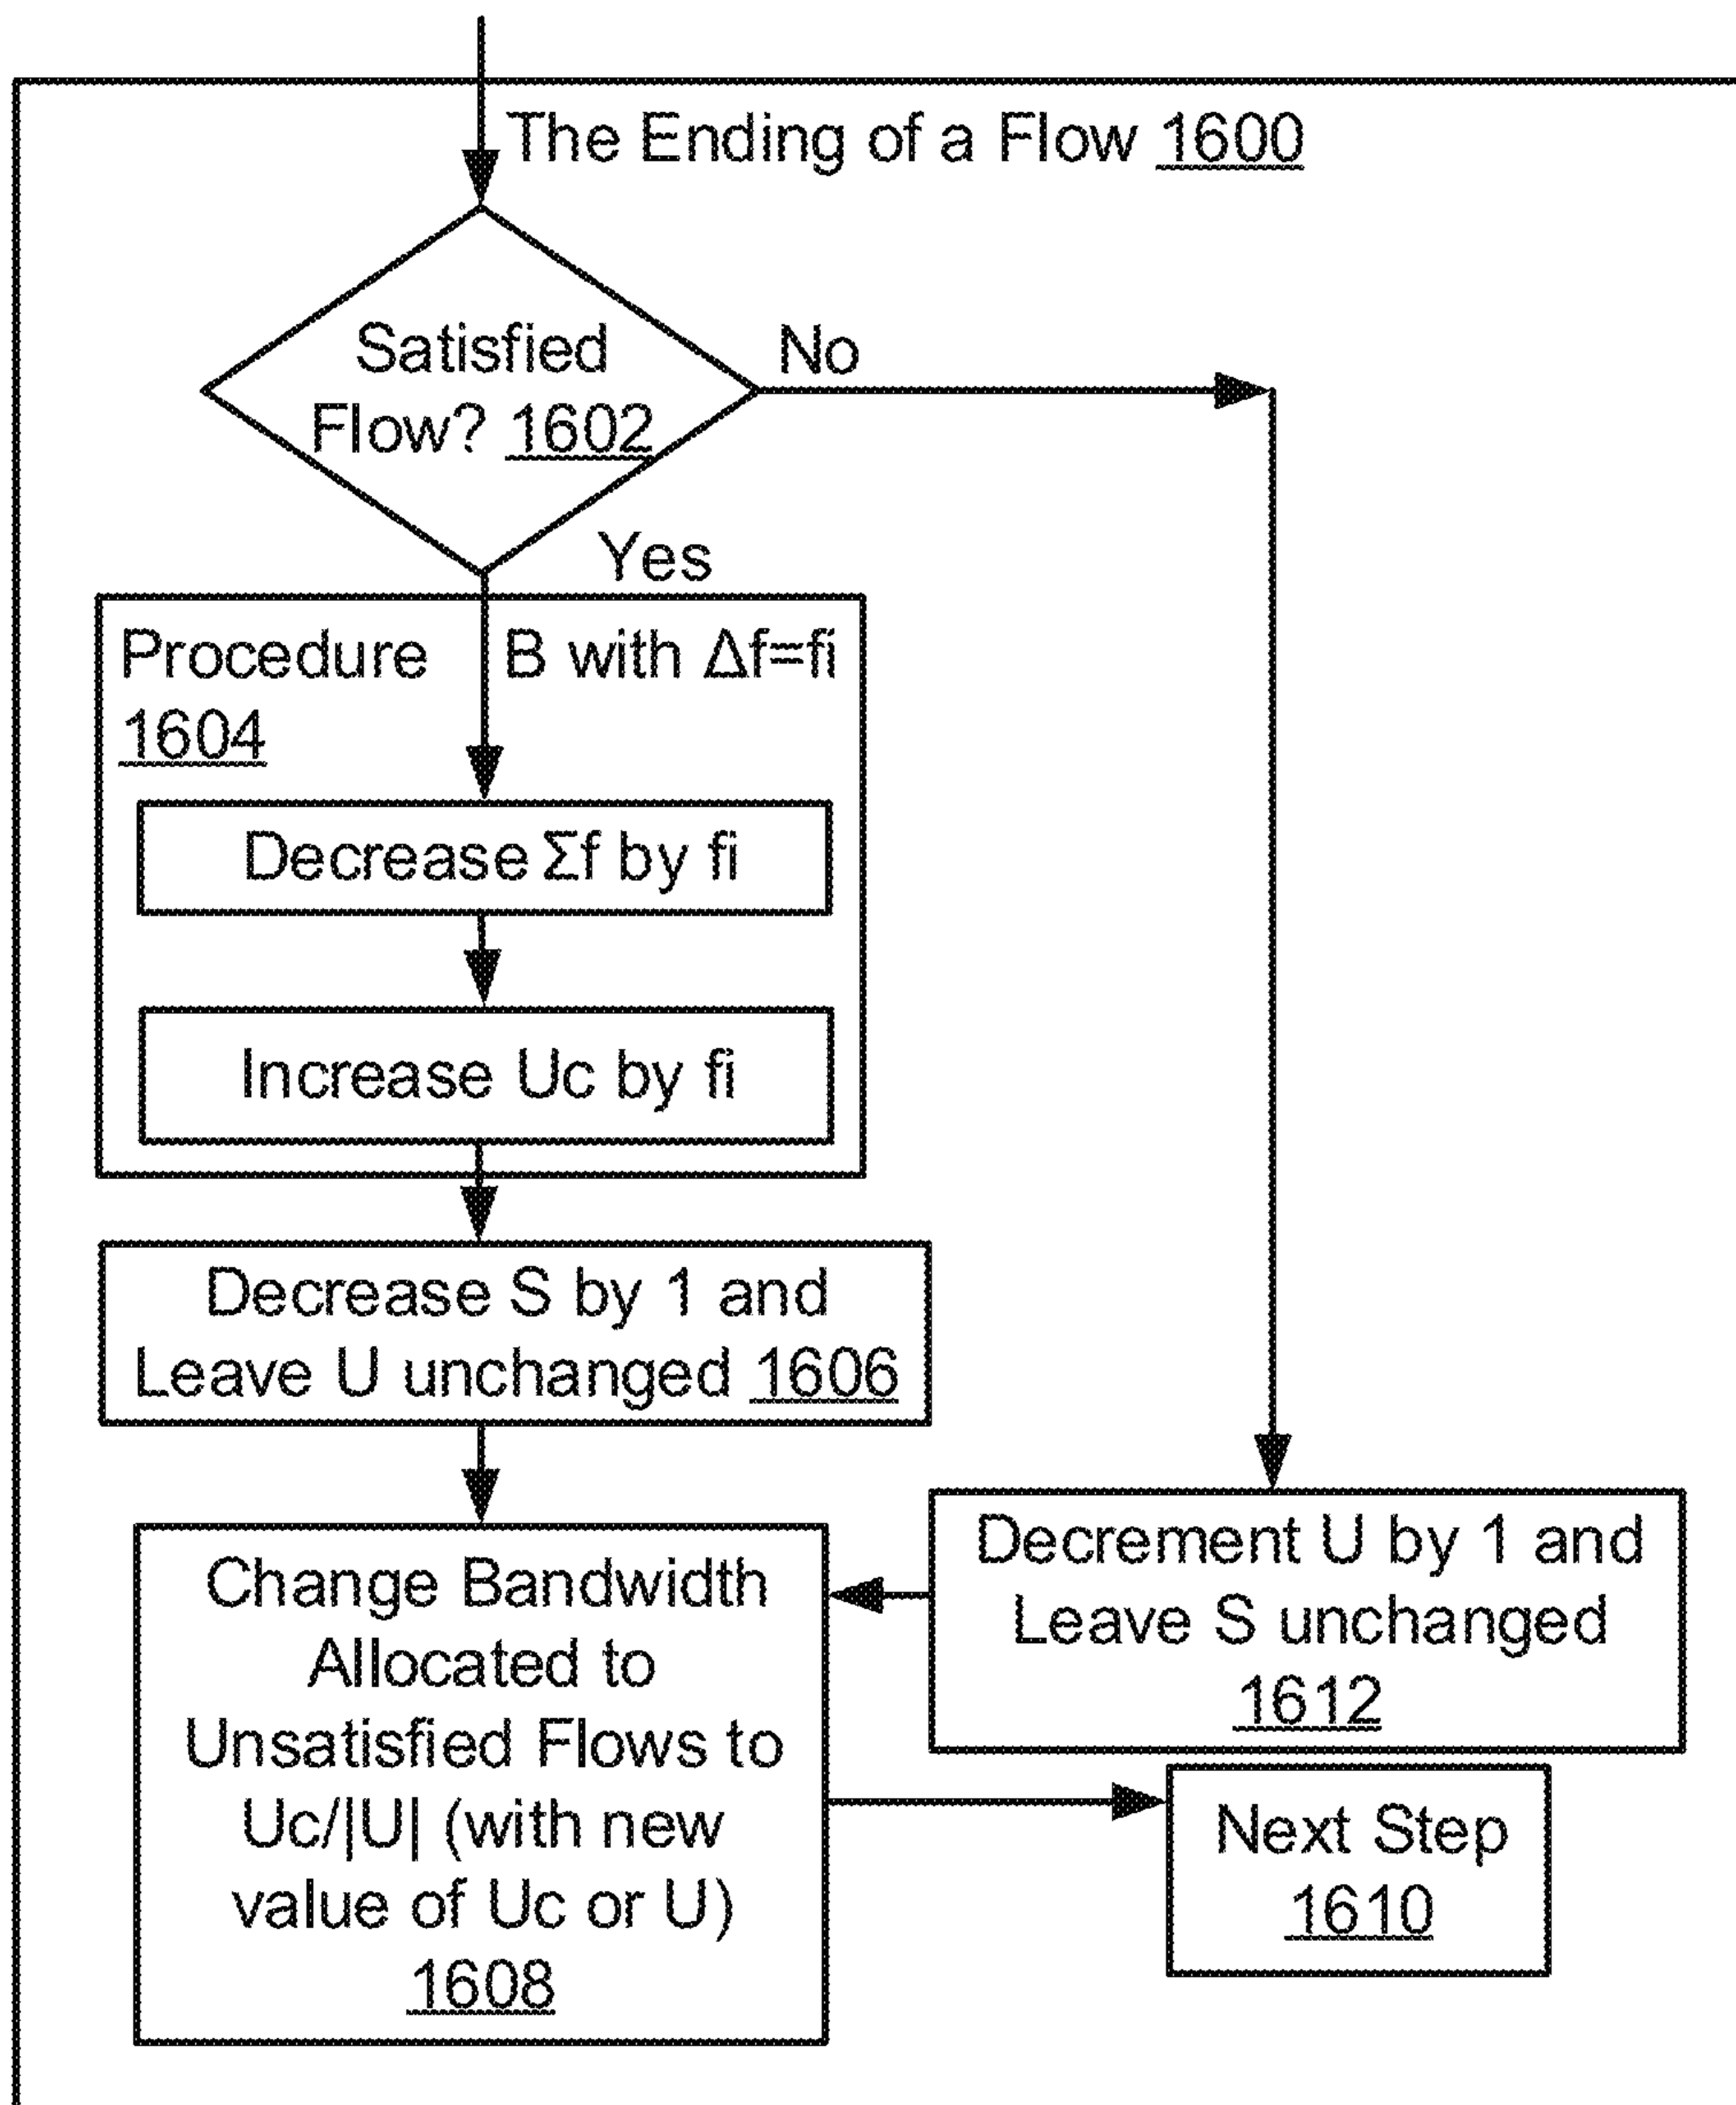 The Ending of a Flow 1600
Satisfied
Flow? 1602
No
Yes
Procedure B with Δf=fi
1604
Decrease Σf by fi
Increase Uc by fi
Decrease S by 1 and
Leave U unchanged 1606
Change Bandwidth
Allocated to
Unsatisfied Flows to
Uc/|U| (with new
value of Uc or U)
1608
Decrement U by 1 and
Leave S unchanged
1612
Next Step
1610